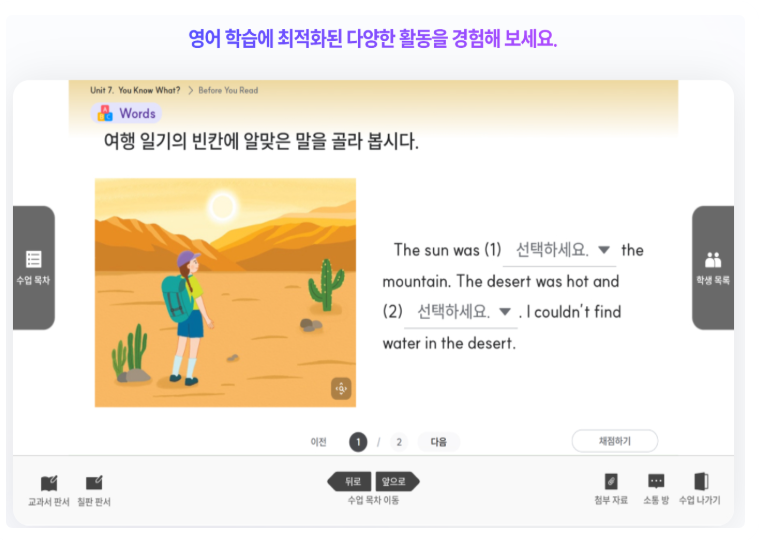 영어 학습에 최적화된 다양한 활동을 경험해 보세요.
Unit 7. You Know What? > Before You Read
Words
여행 일기의 빈칸에 알맞은 말을 골라 봅시다.
수업 목차
학생 목록
The sun was (1) 선택하세요. ▼ the
mountain. The desert was hot and
(2) 선택하세요. ▼ . I couldn't find
water in the desert.
이전 1 / 2 다음
채점하기
교과서 판서 칠판 판서
뒤로 앞으로
수업 목차 이동
첨부 자료 소통 방 수업 나가기